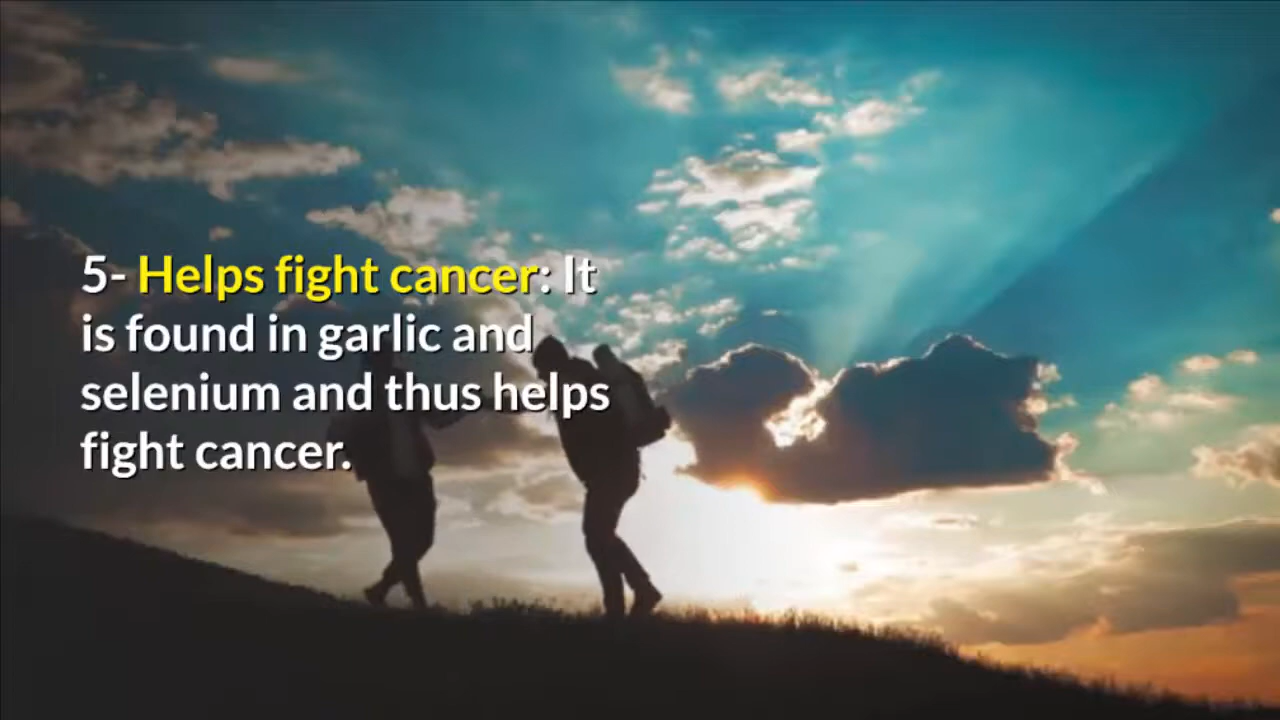 5- Helps fight cancer: It
is found in garlic and
selenium and thus helps
fight cancer.